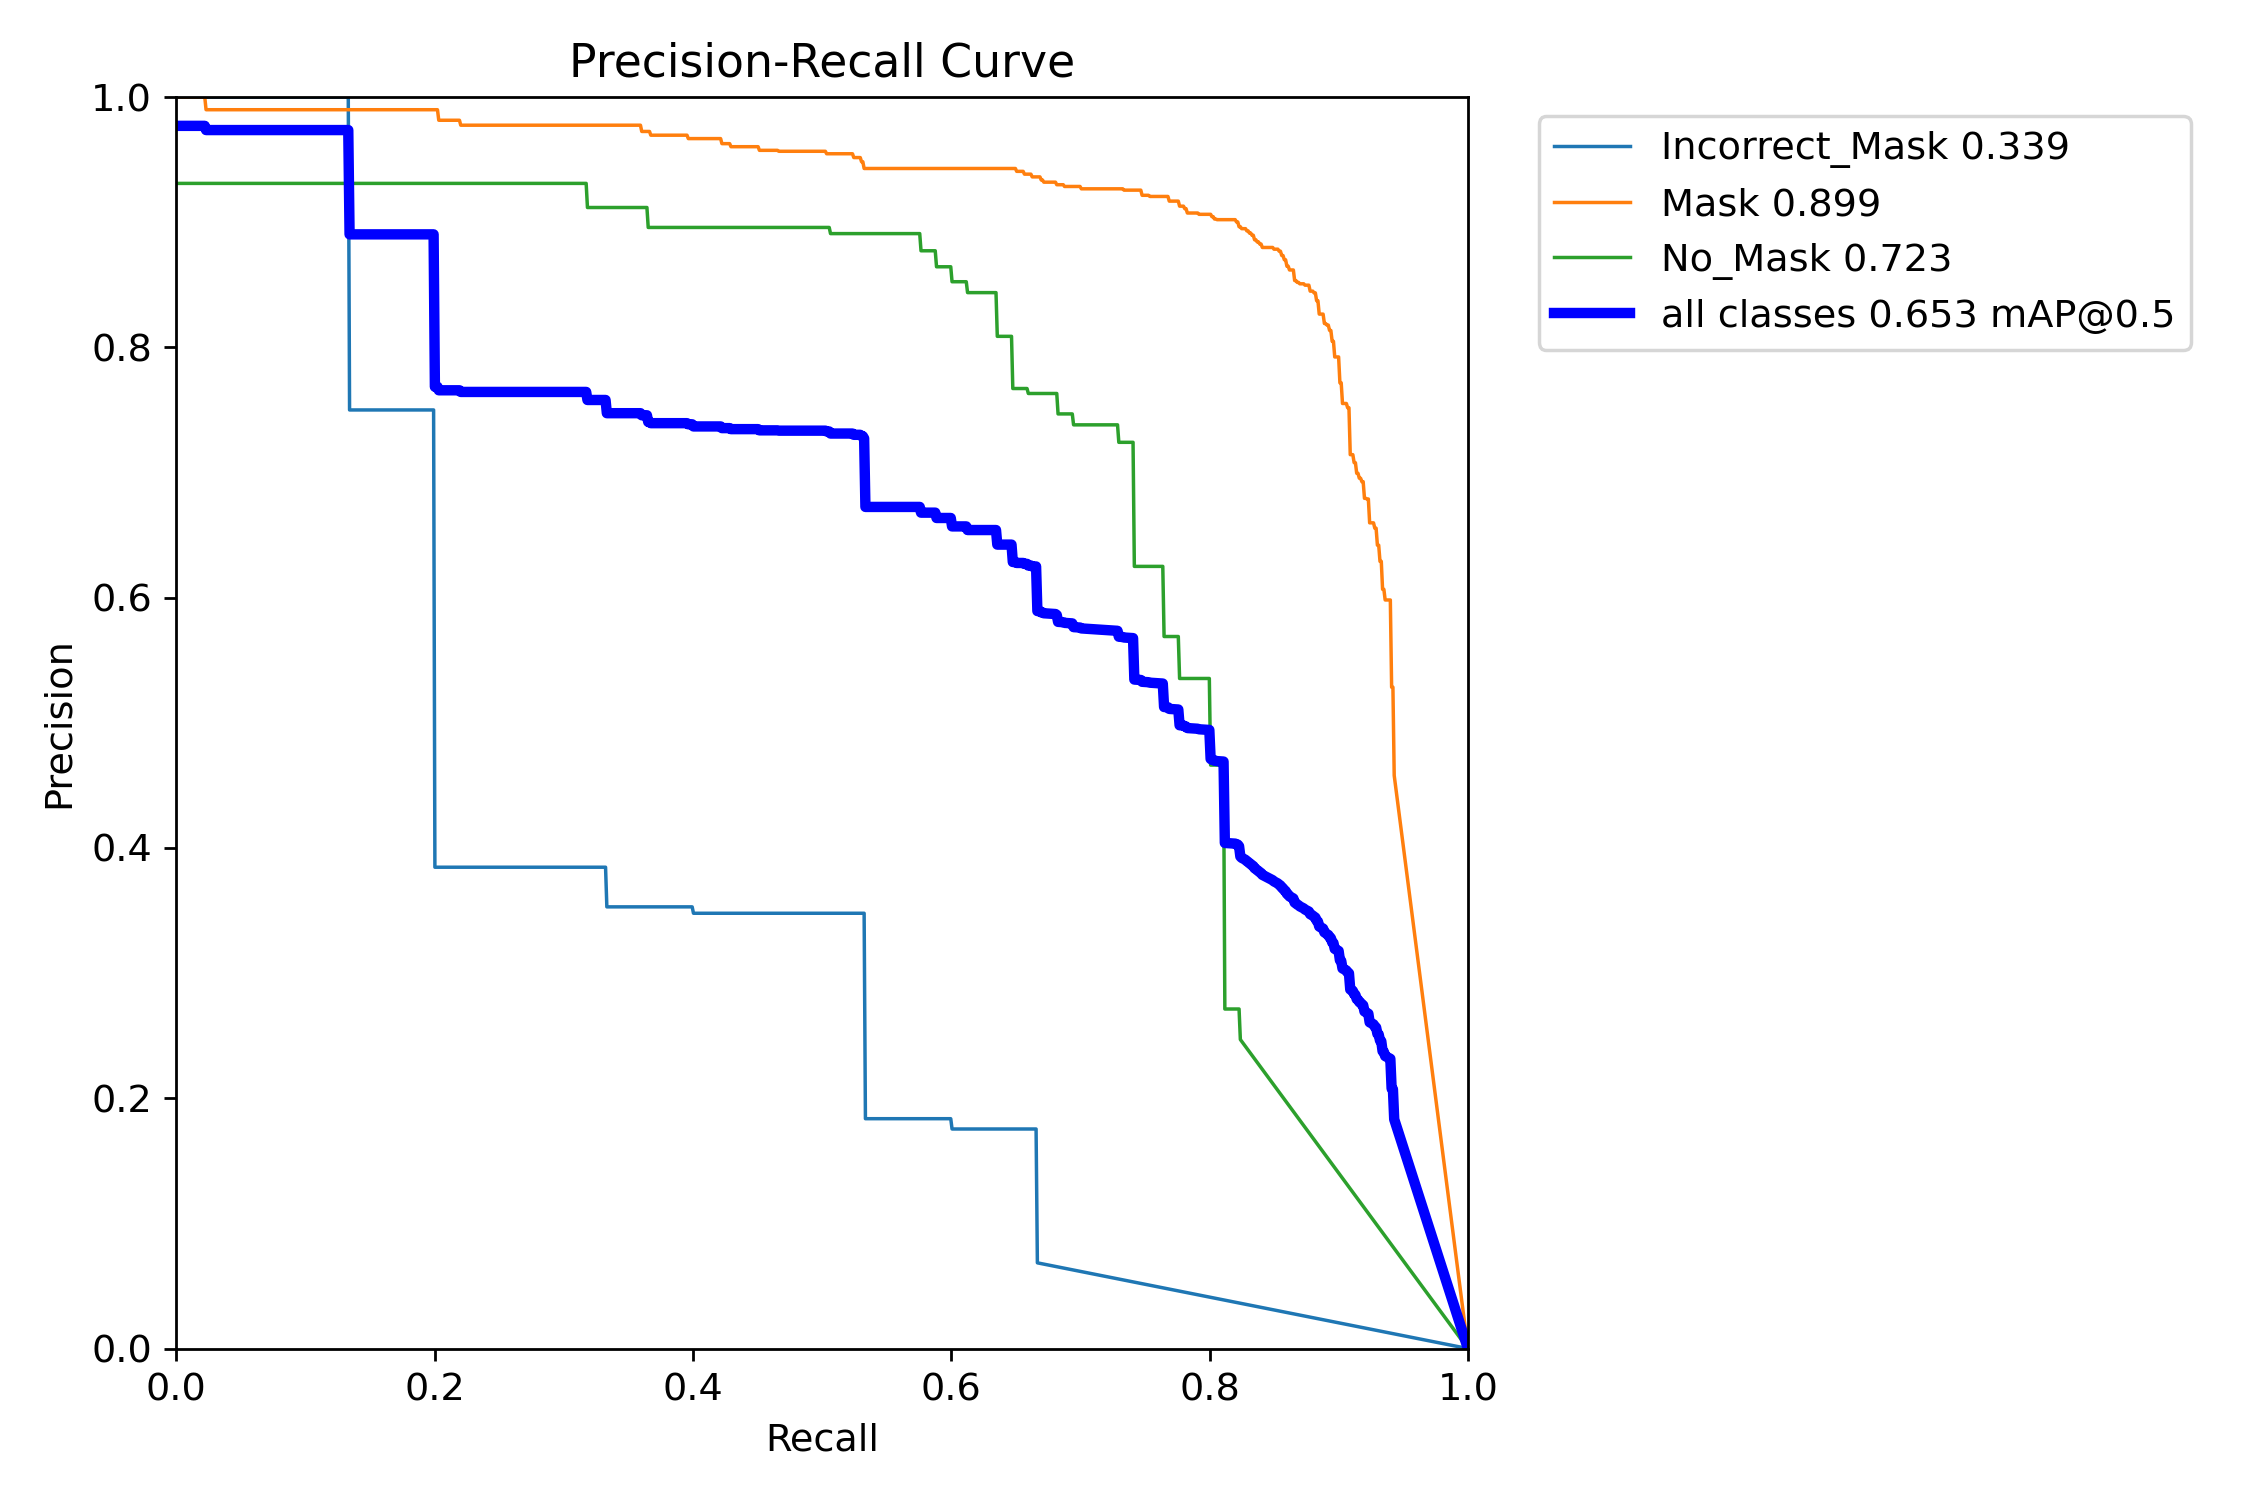 Precision-Recall Curve
1.0
0.8
0.6
0.4
0.2
0.0
Precision
0.0 0.2 0.4 0.6 0.8 1.0
Recall
Incorrect_Mask 0.339
Mask 0.899
No_Mask 0.723
all classes 0.653 mAP@0.5